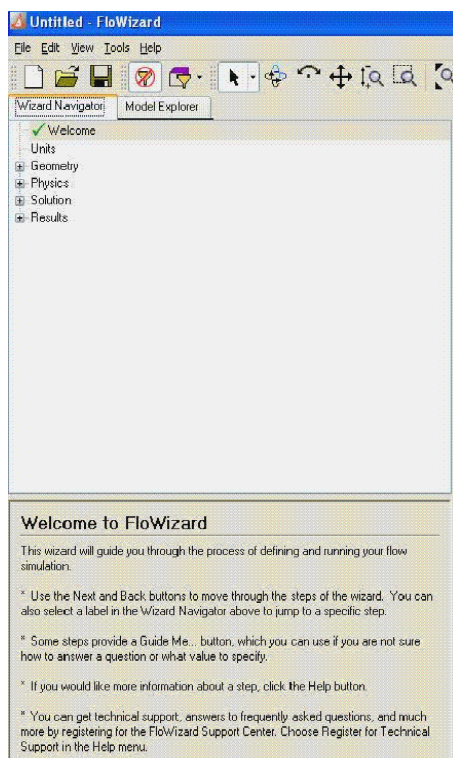 Untitled - FloWizard
File Edit View Tools Help
Wizard Navigator Model Explorer
Welcome
Units
Geometry
Physics
Solution
Results
Welcome to FloWizard
This wizard will guide you through the process of defining and running your flow
simulation.
* Use the Next and Back buttons to move through the steps of the wizard. You can
also select a label in the Wizard Navigator above to jump to a specific step.
* Some steps provide a Guide Me... button, which you can use if you are not sure
how to answer a question or what value to specify.
* If you would like more information about a step, click the Help button.
* You can get technical support, answers to frequently asked questions, and much
more by registering for the FloWizard Support Center. Choose Register for Technical
Support in the Help menu.